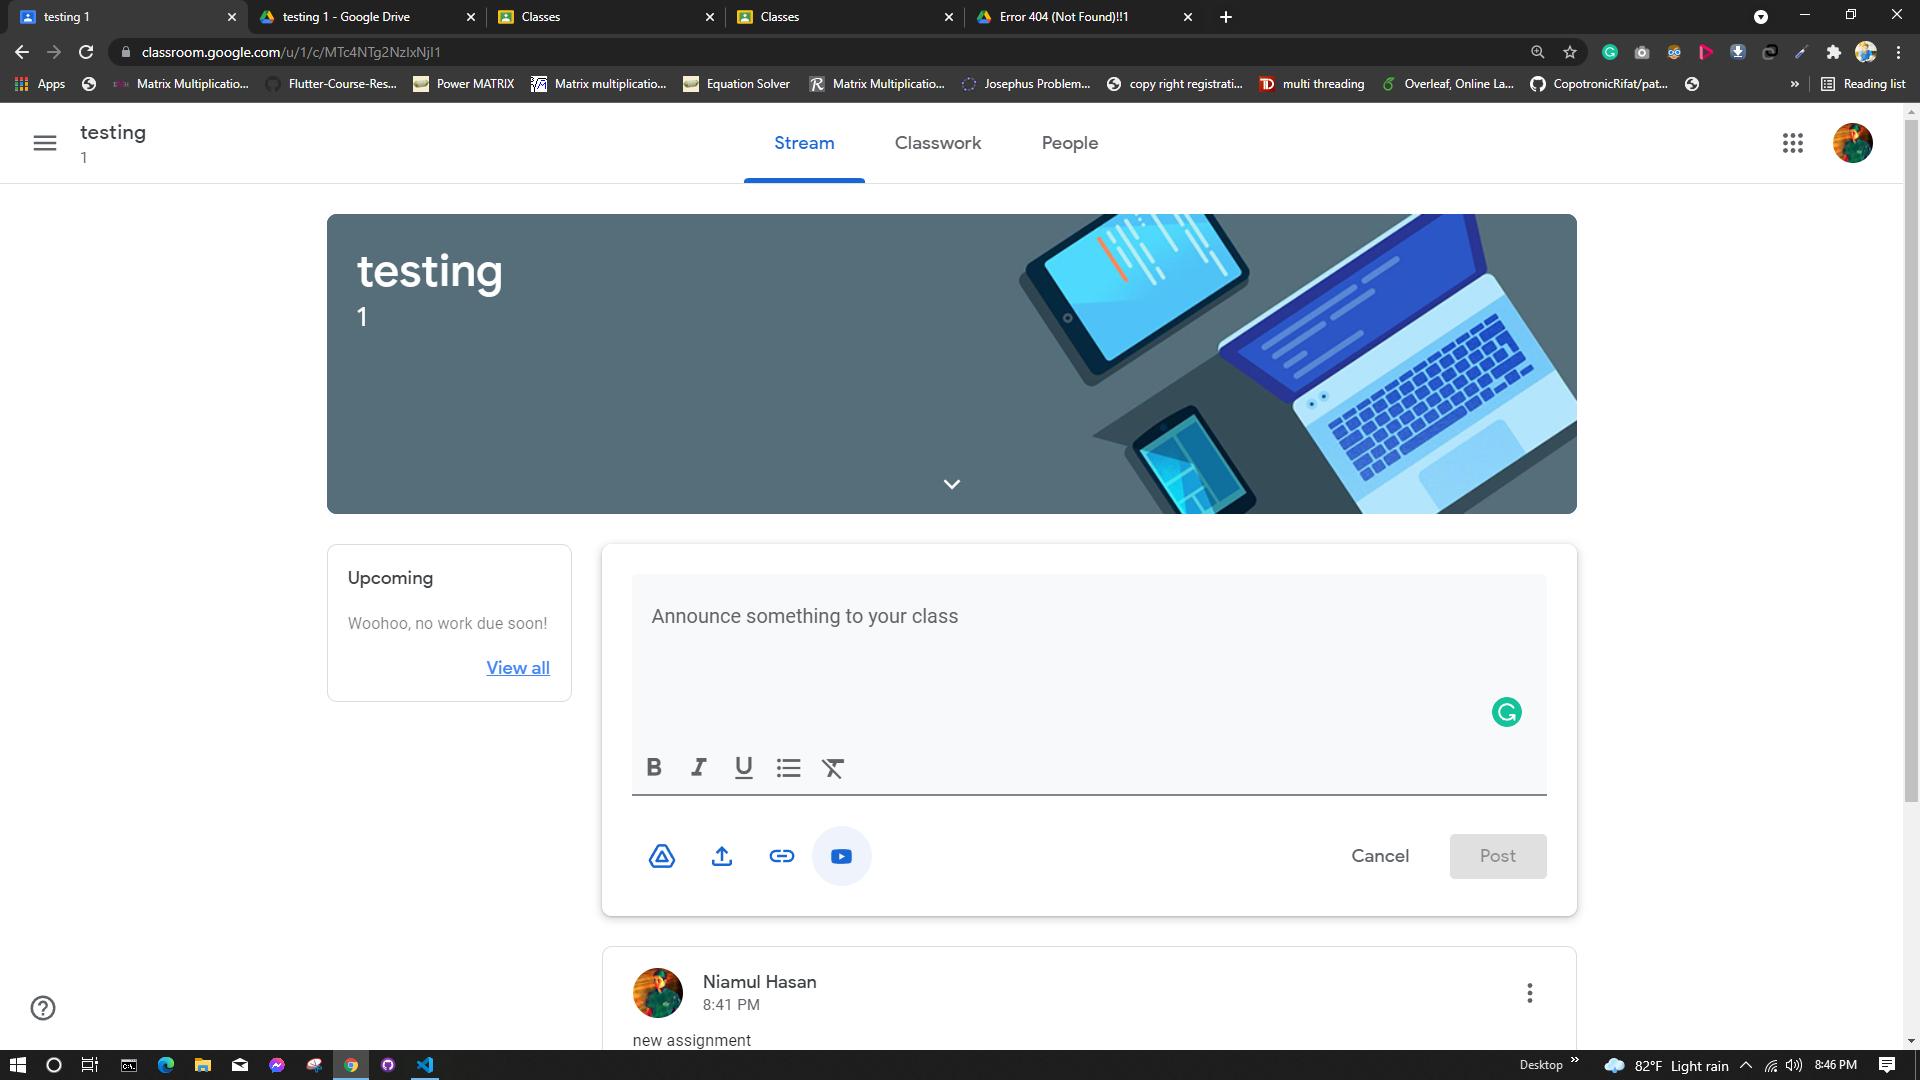 testing 1
testing 1 - Google Drive
Classes
Classes
Error 404 (Not Found)!!1
classroom.google.com/u/1/c/MTc4NTg2NzIxNjI1
Apps
Matrix Multiplicatio...
Flutter-Course-Res...
Power MATRIX
Matrix multiplicatio...
Equation Solver
Matrix Multiplicatio...
Josephus Problem...
copy right registrati...
multi threading
Overleaf, Online La...
CopotronicRifat/pat...
»
Reading list
testing
1
Stream
Classwork
People
testing
1
Upcoming
Woohoo, no work due soon!
View all
Announce something to your class
B I U
Cancel
Post
Niamul Hasan
8:41 PM
new assignment
Desktop
»
82°F Light rain
8:46 PM